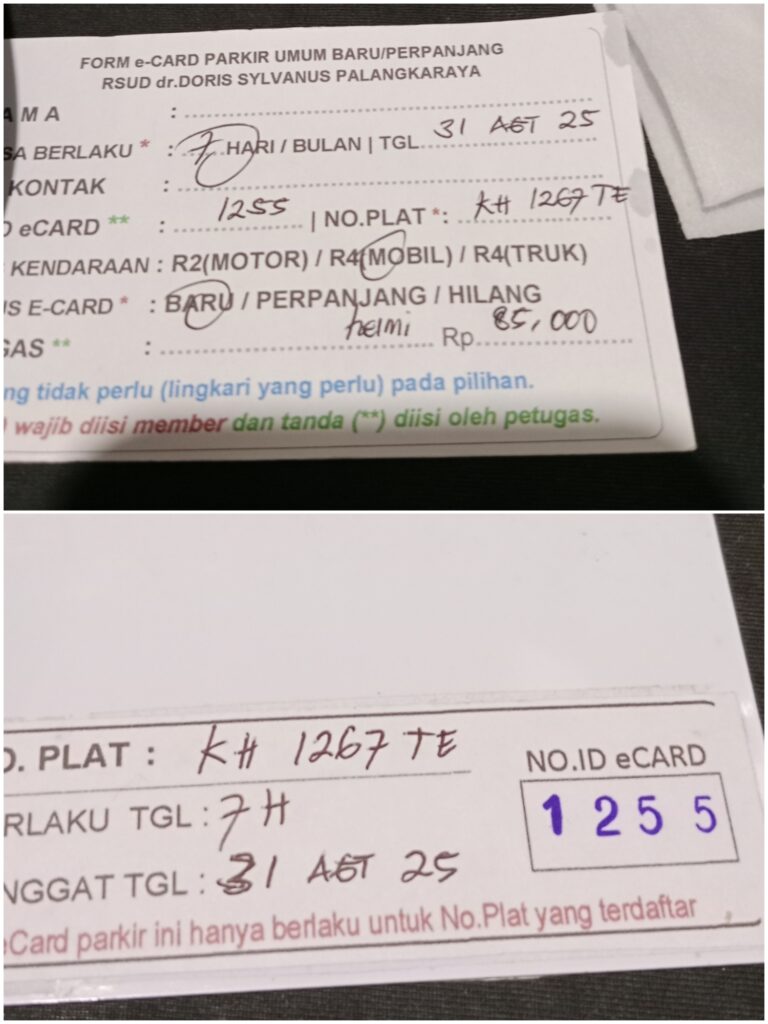 FORM e-CARD PARKIR UMUM BARU/PERPANJANG
RSUD dr.DORIS SYLVANUS PALANGKARAYA
AMA :
SA BERLAKU * : 7 HARI / BULAN | TGL 31 AGT 25
KONTAK :
D eCARD ** : 1255 | NO.PLAT *: KH 1267 TE
KENDARAAN : R2(MOTOR) / R4(MOBIL) / R4(TRUK)
US E-CARD * : BARU / PERPANJANG / HILANG
GAS ** : helmi Rp 85,000
ng tidak perlu (lingkari yang perlu) pada pilihan.
) wajib diisi member dan tanda (**) diisi oleh petugas.
O. PLAT : KH 1267 TE
NO.ID eCARD
1255
RLAKU TGL : 7 H
NGGAT TGL : 31 AGT 25
eCard parkir ini hanya berlaku untuk No.Plat yang terdaftar